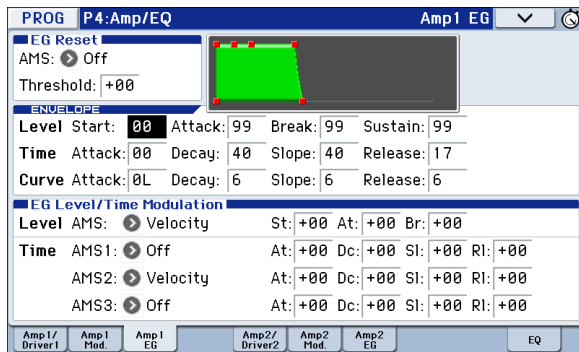 PROG P4:Amp/EQ Amp1 EG
EG Reset
AMS: Off
Threshold: +00
ENVELOPE
Level Start: 00 Attack: 99 Break: 99 Sustain: 99
Time Attack: 00 Decay: 40 Slope: 40 Release: 17
Curve Attack: 0L Decay: 6 Slope: 6 Release: 6
EG Level/Time Modulation
Level AMS: Velocity St: +00 At: +00 Br: +00
Time AMS1: Off At: +00 Dc: +00 Sl: +00 Rl: +00
AMS2: Velocity At: +00 Dc: +00 Sl: +00 Rl: +00
AMS3: Off At: +00 Dc: +00 Sl: +00 Rl: +00
Amp1/ Driver1 Amp1 Mod. Amp1 EG Amp2/ Driver2 Amp2 Mod. Amp2 EG EQ